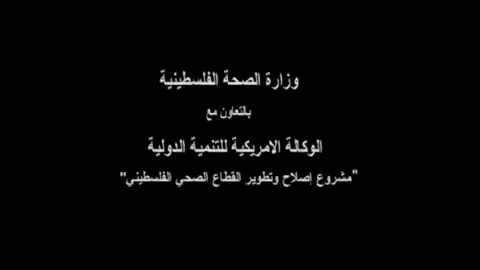 وزارة الصحة الفلسطينية
بالتعاون مع
الوكالة الامريكية للتنمية الدولية
"مشروع إصلاح وتطوير القطاع الصحي الفلسطيني"